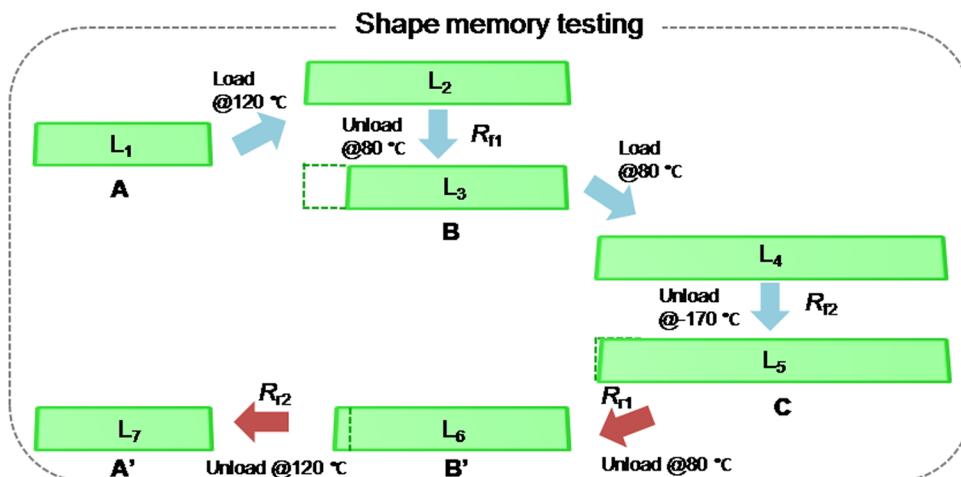 Shape memory testing
Load
@120 ℃
L₂
L₁
A
Unload
@80 ℃
Rf1
L₃
B
Load
@80 ℃
L₄
Unload
@-170 ℃
Rf2
L₅
C
Rr1
Unload @80 ℃
L₆
B'
Rr2
Unload @120 ℃
L₇
A'